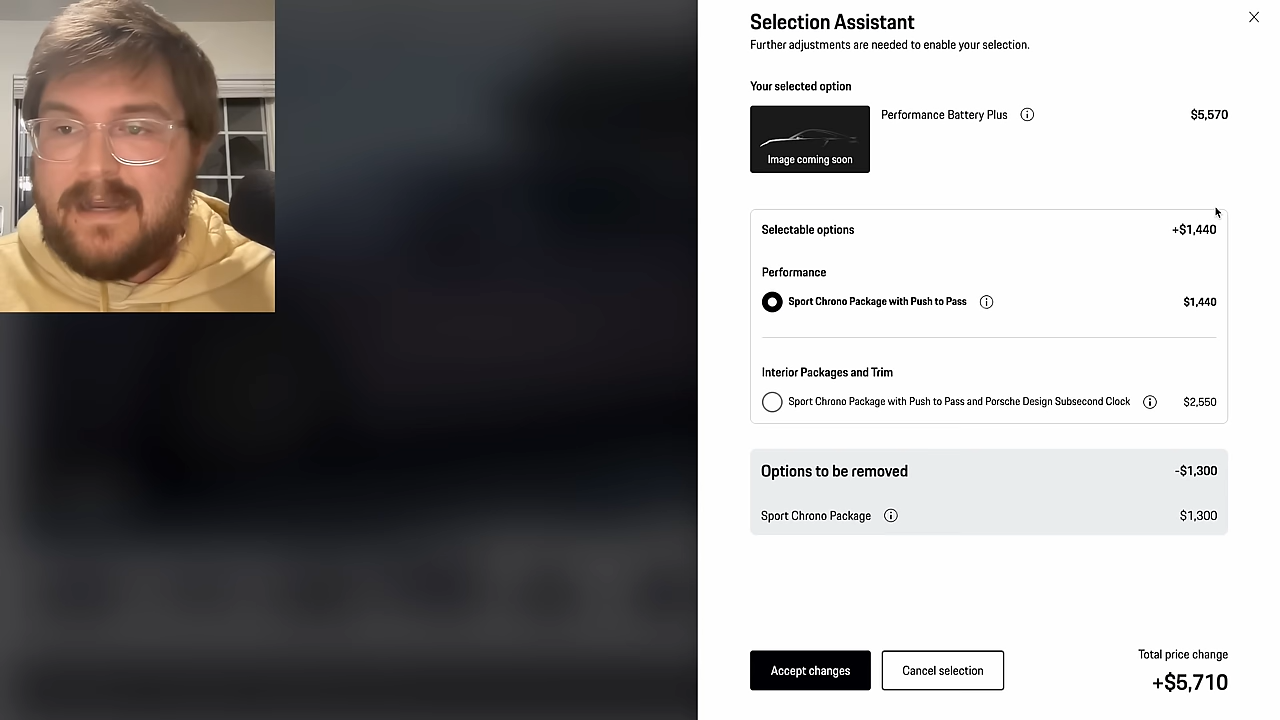 Selection Assistant
Further adjustments are needed to enable your selection.
Your selected option
Image coming soon
Performance Battery Plus
$5,570
Selectable options
+$1,440
Performance
Sport Chrono Package with Push to Pass
$1,440
Interior Packages and Trim
Sport Chrono Package with Push to Pass and Porsche Design Subsecond Clock
$2,550
Options to be removed
-$1,300
Sport Chrono Package
$1,300
Accept changes
Cancel selection
Total price change
+$5,710